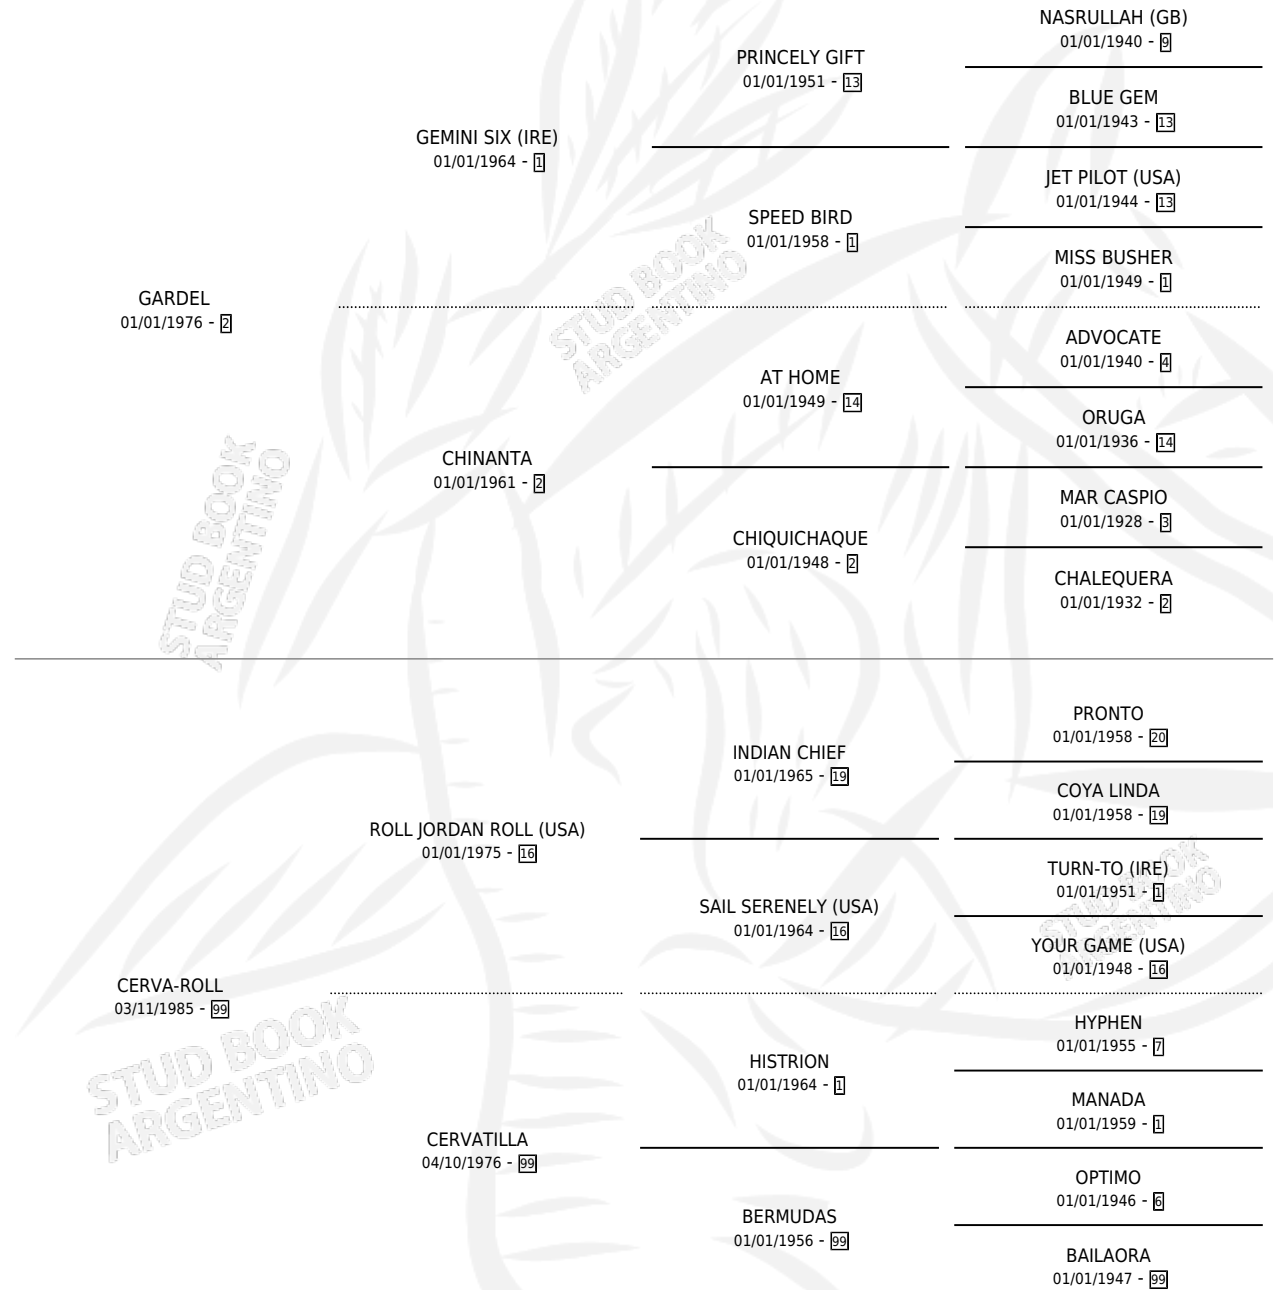 NASRULLAH (GB)
01/01/1940 - 9
PRINCELY GIFT
01/01/1951 - 13
BLUE GEM
01/01/1943 - 13
GEMINI SIX (IRE)
01/01/1964 - 1
JET PILOT (USA)
01/01/1944 - 13
SPEED BIRD
01/01/1958 - 1
MISS BUSHER
01/01/1949 - 1
GARDEL
01/01/1976 - 2
ADVOCATE
01/01/1940 - 4
AT HOME
01/01/1949 - 14
ORUGA
01/01/1936 - 14
CHINANTA
01/01/1961 - 2
MAR CASPIO
01/01/1928 - 3
CHIQUICHAQUE
01/01/1948 - 2
CHALEQUERA
01/01/1932 - 2
PRONTO
01/01/1958 - 20
INDIAN CHIEF
01/01/1965 - 19
COYA LINDA
01/01/1958 - 19
ROLL JORDAN ROLL (USA)
01/01/1975 - 16
TURN-TO (IRE)
01/01/1951 - 1
SAIL SERENELY (USA)
01/01/1964 - 16
YOUR GAME (USA)
01/01/1948 - 16
CERVA-ROLL
03/11/1985 - 99
HYPHEN
01/01/1955 - 7
HISTRION
01/01/1964 - 1
MANADA
01/01/1959 - 1
CERVATILLA
04/10/1976 - 99
OPTIMO
01/01/1946 - 6
BERMUDAS
01/01/1956 - 99
BAILAORA
01/01/1947 - 99
STUD BOOK
ARGENTINO
STUD BOOK
ARGENTINO
STUD BOOK
ARGENTINO
STUD BOOK
ARGENTINO